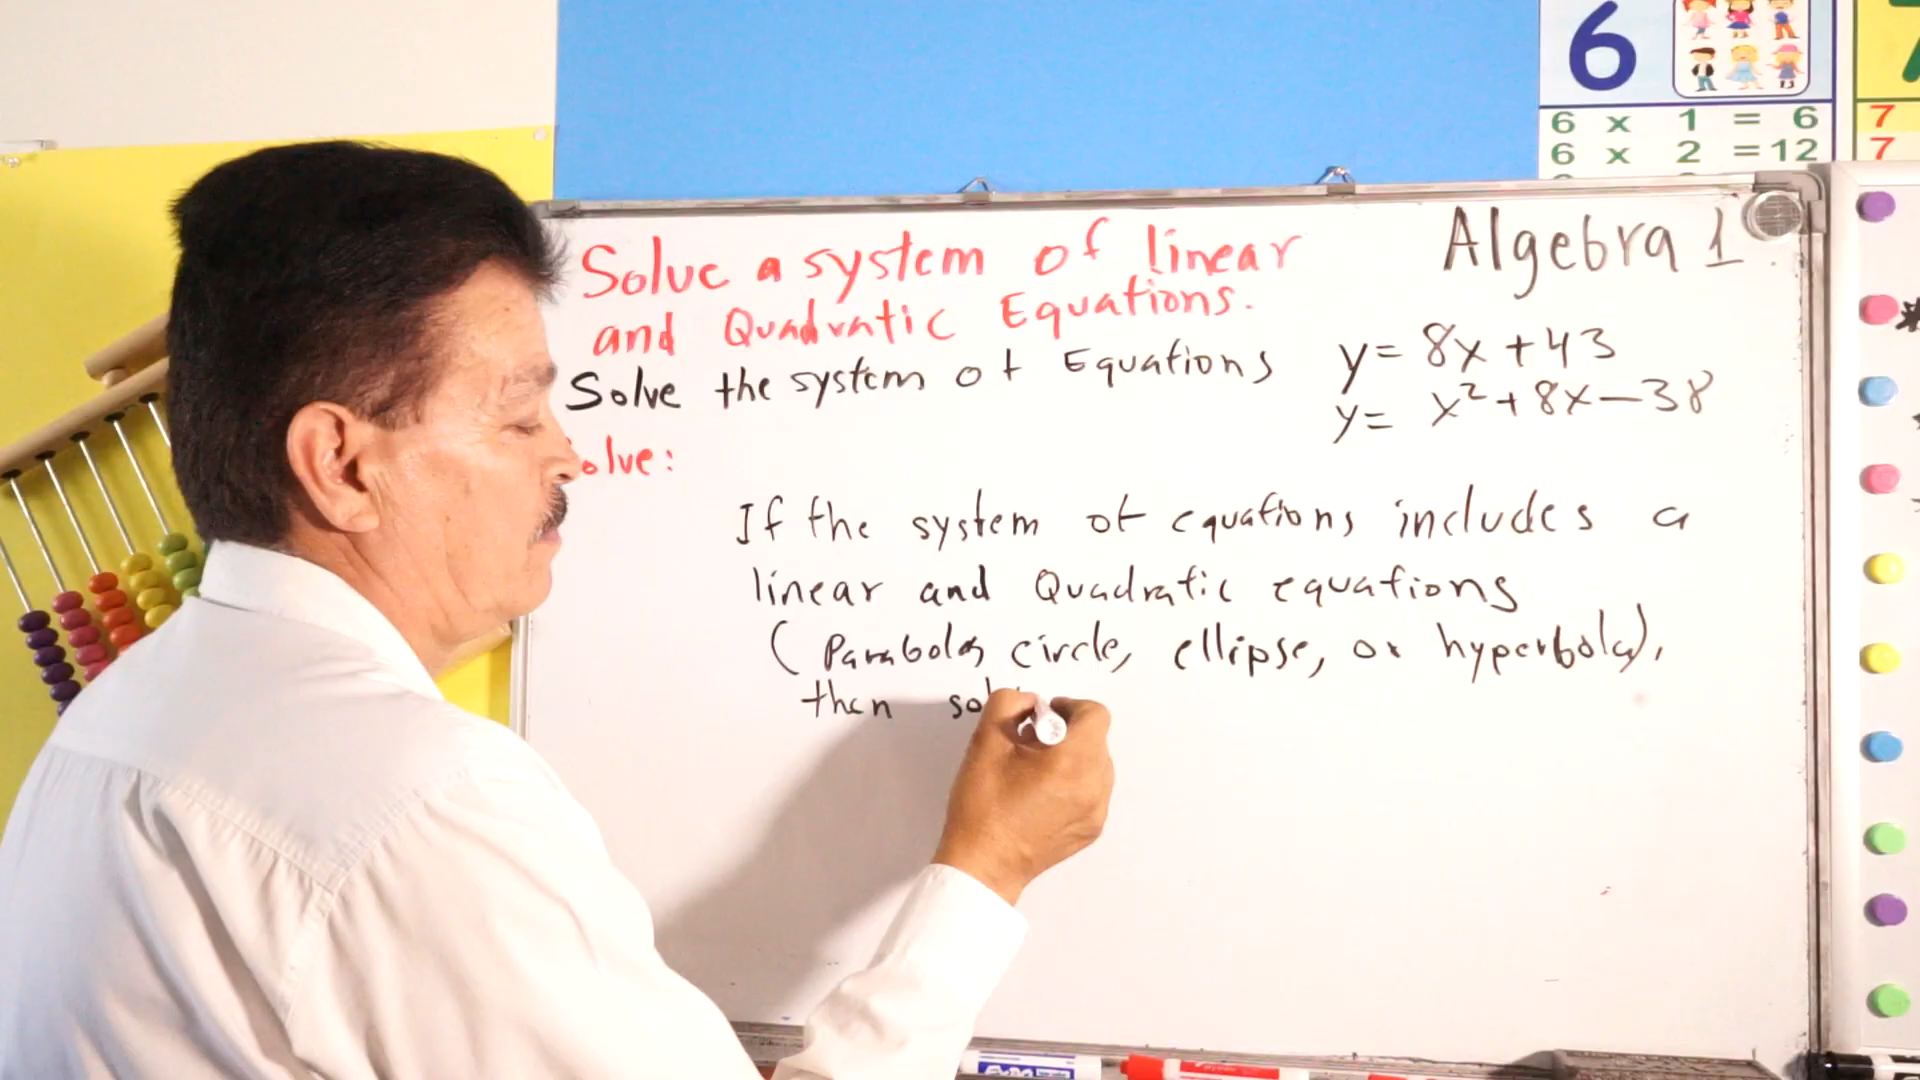 6
6 x 1 = 6
6 x 2 = 12
7
7
Algebra 1.
Solve a system of linear
and Quadratic Equations.
Solve the system of Equations
y = 8x + 43
y = x² + 8x - 38
olve:
If the system of equations includes a
linear and Quadratic equations
(Parabola, circle, ellipse, or hyperbola),
then